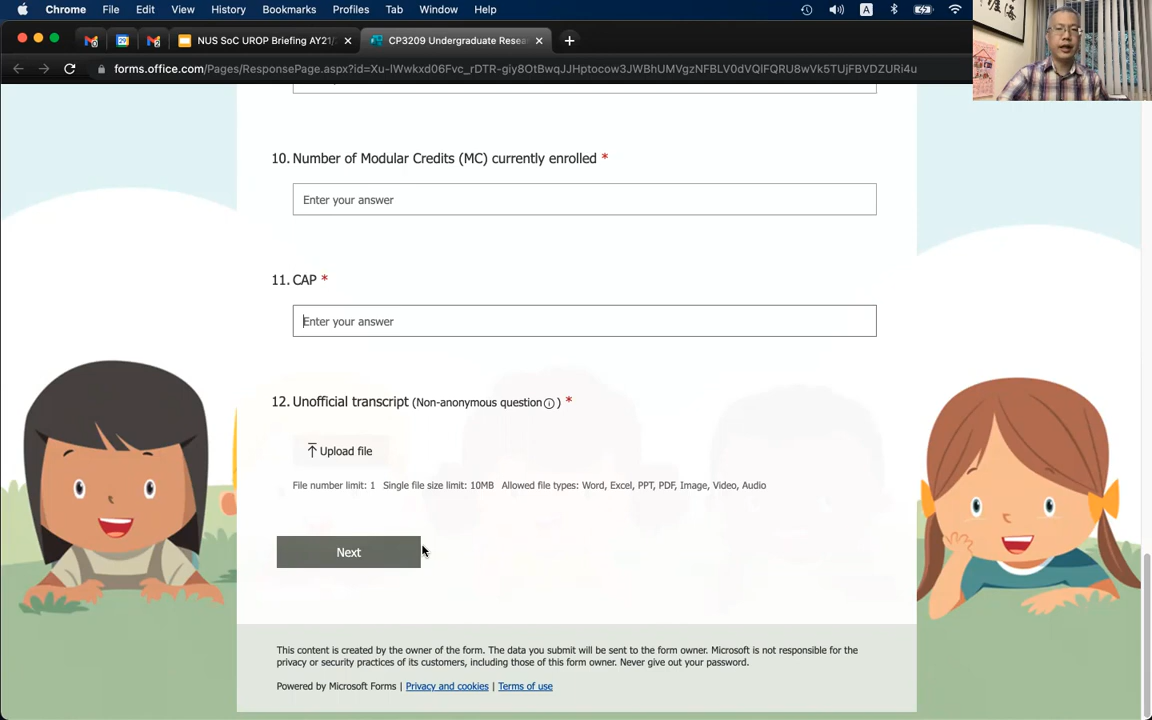 Chrome File Edit View History Bookmarks Profiles Tab Window Help A
NUS SoC UROP Briefing AY21/ CP3209 Undergraduate Resea
forms.office.com/Pages/ResponsePage.aspx?id=Xu-lWwkxd06Fvc_rDTR-giy8OtBwqJJHptocow3JWBhUMVgzNFBLV0dVQlFQRU8wVk5TUjFBVDZURi4u
10. Number of Modular Credits (MC) currently enrolled *
Enter your answer
11. CAP *
Enter your answer
12. Unofficial transcript (Non-anonymous question ) *
Upload file
File number limit: 1 Single file size limit: 10MB Allowed file types: Word, Excel, PPT, PDF, Image, Video, Audio
Next
This content is created by the owner of the form. The data you submit will be sent to the form owner. Microsoft is not responsible for the
privacy or security practices of its customers, including those of this form owner. Never give out your password.
Powered by Microsoft Forms | Privacy and cookies | Terms of use